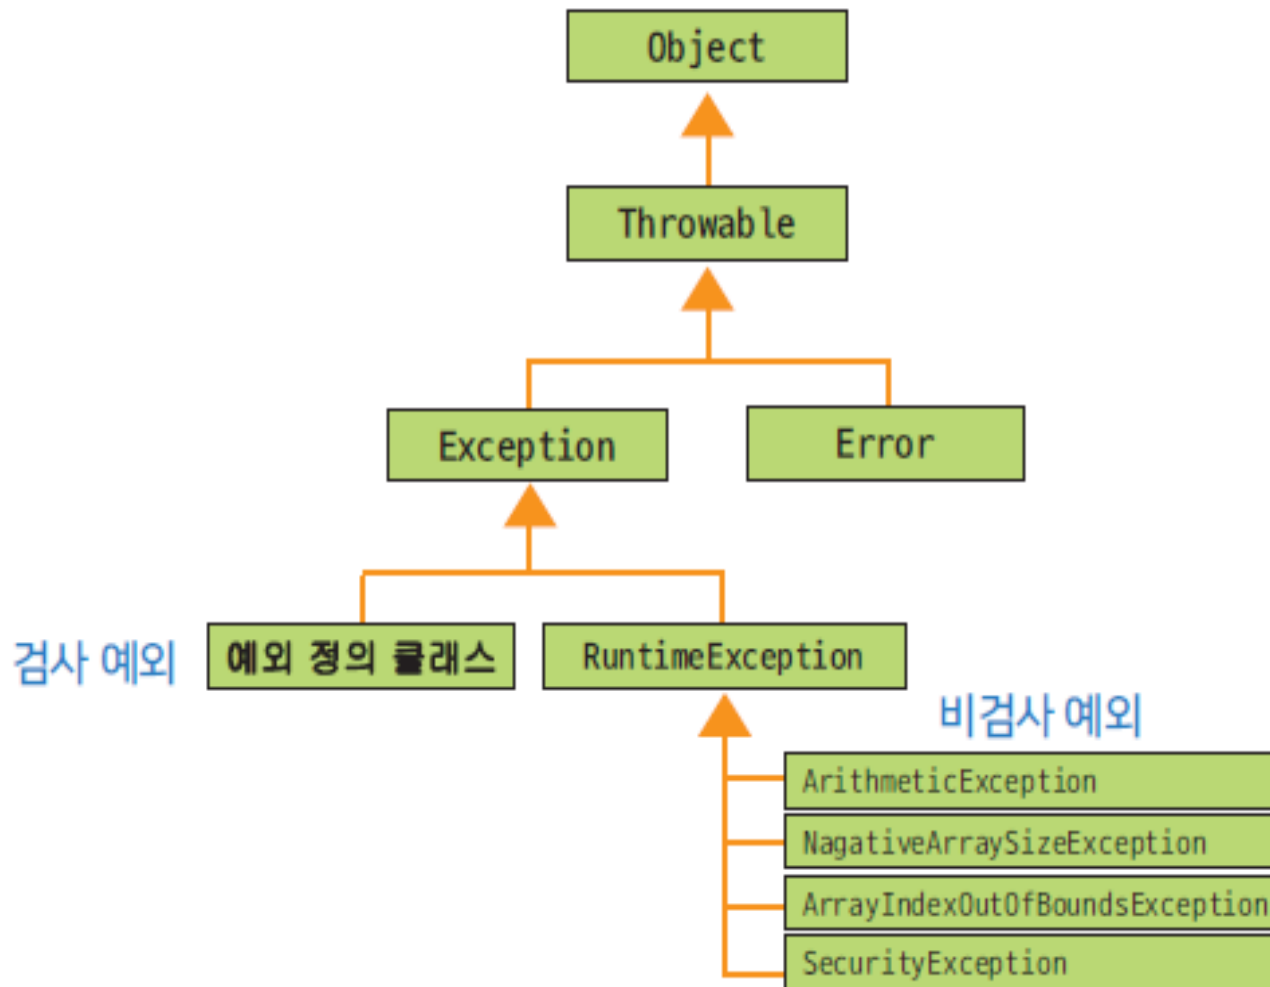 Object
Throwable
Exception
Error
검사 예외
예외 정의 클래스
RuntimeException
비검사 예외
ArithmeticException
NagativeArraySizeException
ArrayIndexOutOfBoundsException
SecurityException